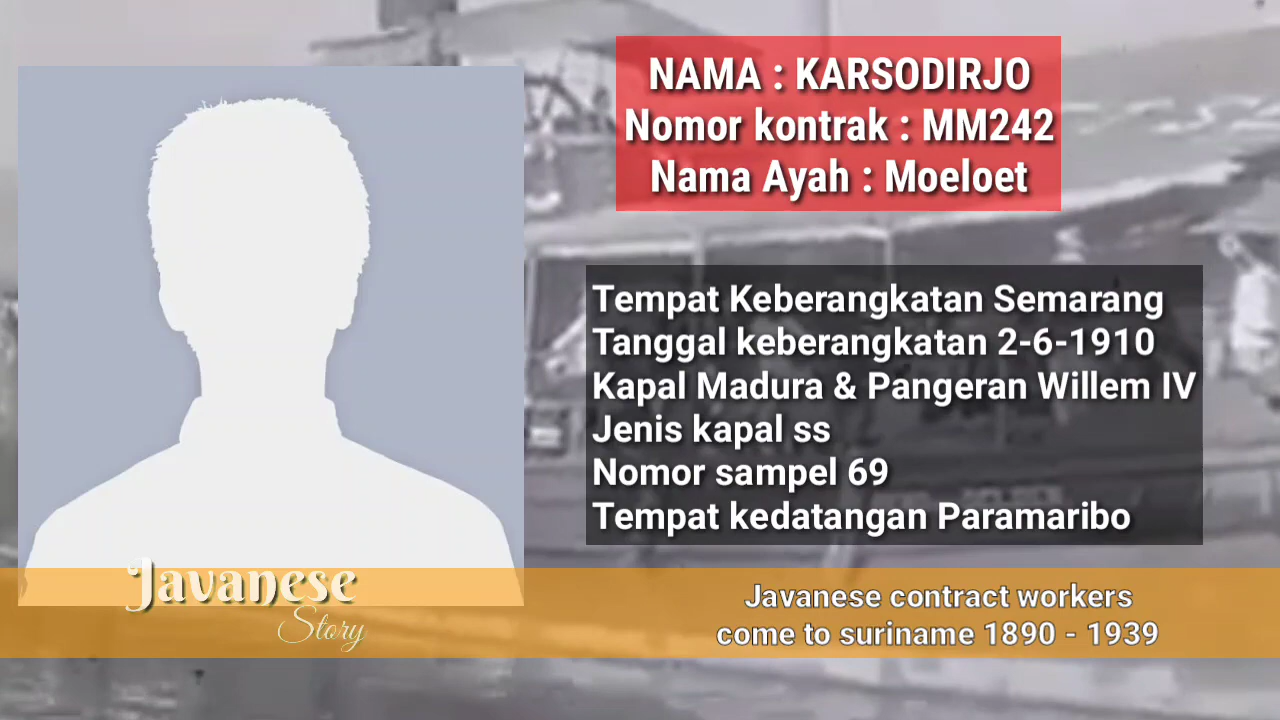 NAMA : KARSODIRJO
Nomor kontrak : MM242
Nama Ayah : Moeloet
Tempat Keberangkatan Semarang
Tanggal keberangkatan 2-6-1910
Kapal Madura & Pangeran Willem IV
Jenis kapal ss
Nomor sampel 69
Tempat kedatangan Paramaribo
Javanese
Story
Javanese contract workers
come to suriname 1890 - 1939